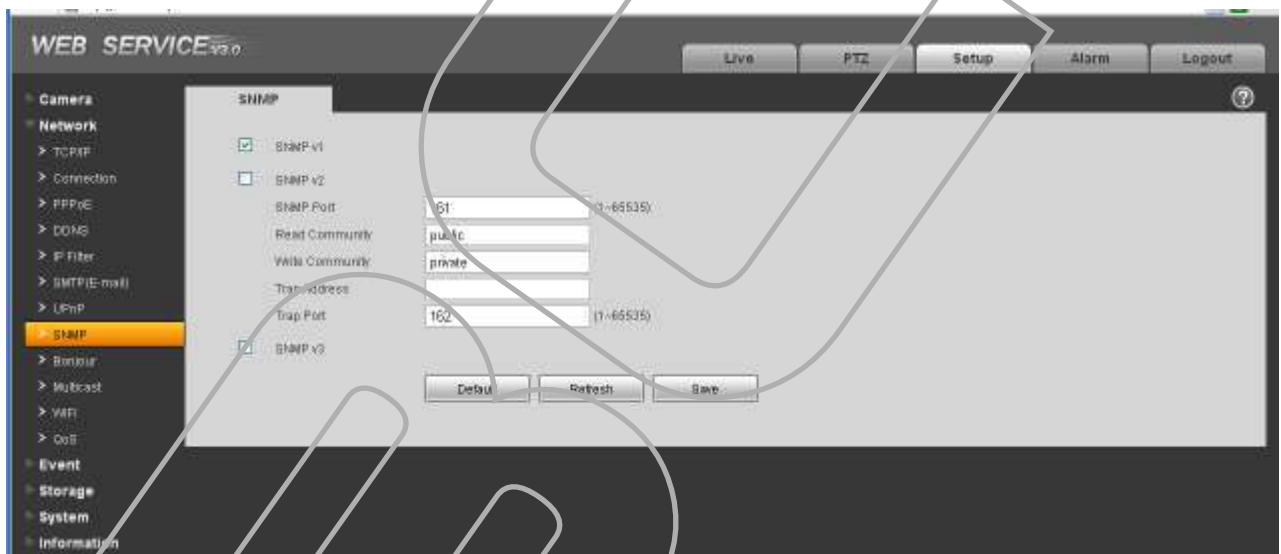 WEB SERVICE V3.0
Live
PTZ
Setup
Alarm
Logout
Camera
Network
TCP/IP
Connection
PPPoE
DDNS
IP Filter
SMTP(E-mail)
UPnP
SNMP
Bonjour
Multicast
WIFI
QoS
Event
Storage
System
Information
SNMP
SNMP v1
SNMP v2
SNMP Port 161 (1~65535)
Read Community public
Write Community private
Trap Address
Trap Port 162 (1~65535)
SNMP v3
Default Refresh Save